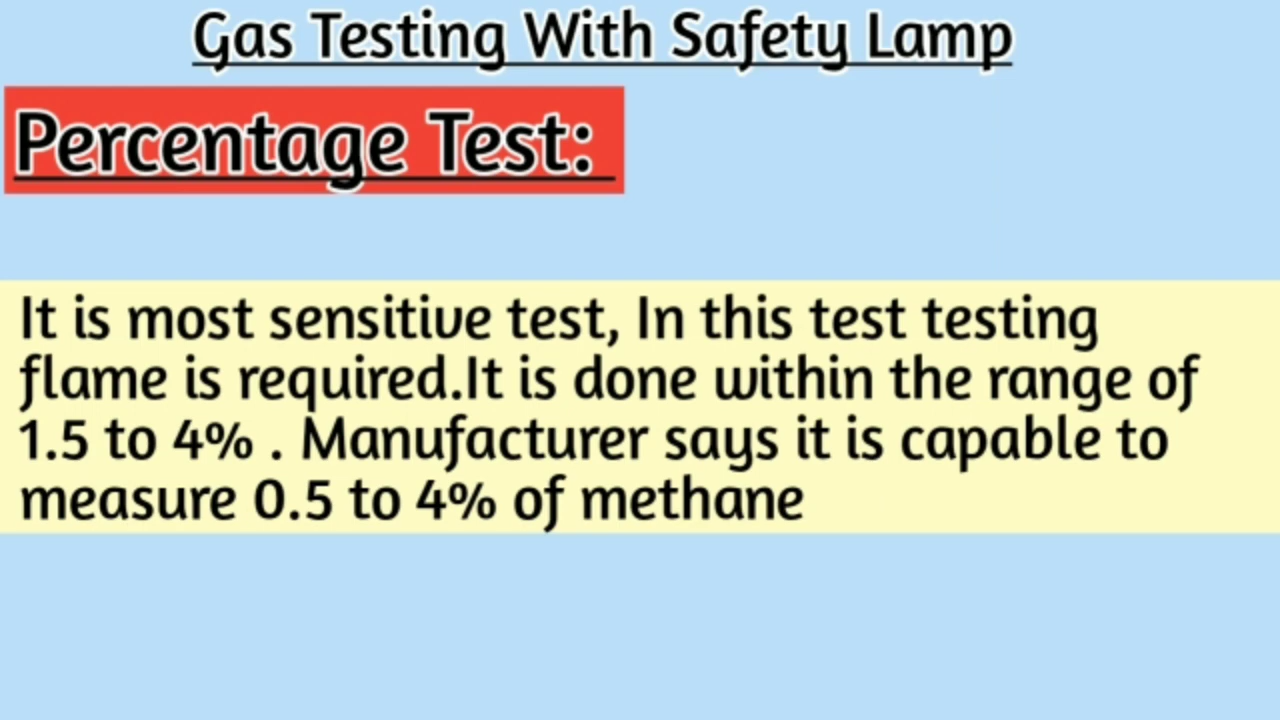 Gas Testing With Safety Lamp
Percentage Test:
It is most sensitive test, In this test testing
flame is required.It is done within the range of
1.5 to 4% . Manufacturer says it is capable to
measure 0.5 to 4% of methane